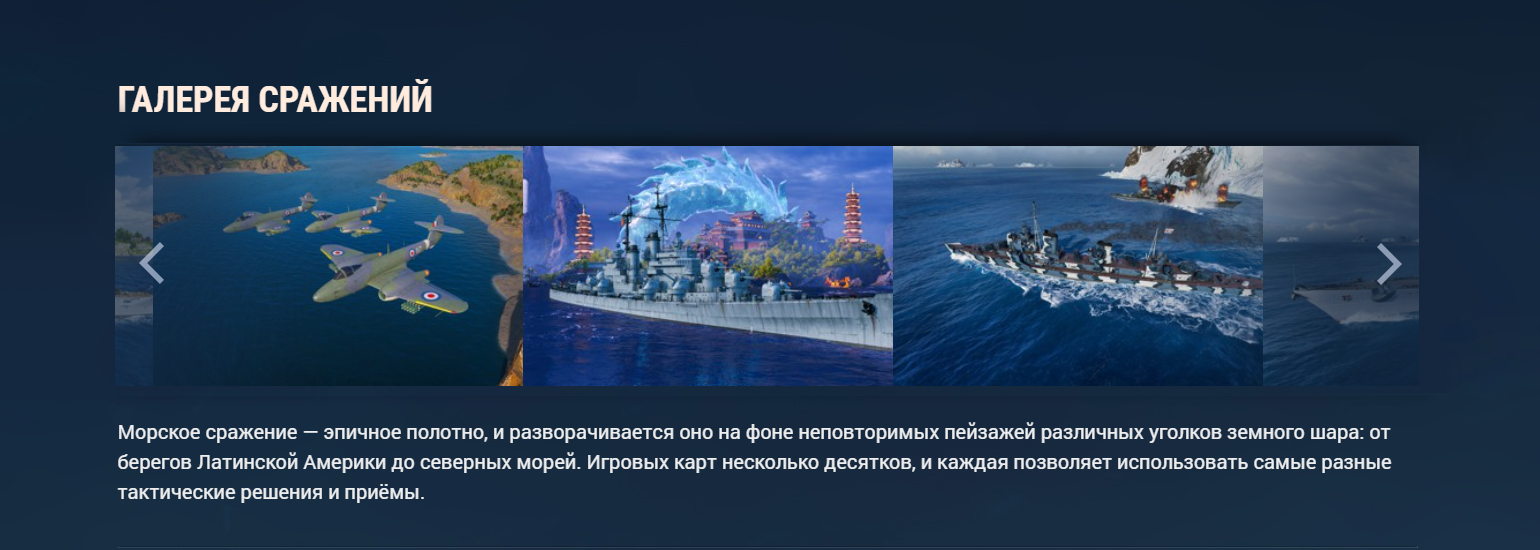 ГАЛЕРЕЯ СРАЖЕНИЙ
Морское сражение — эпичное полотно, и разворачивается оно на фоне неповторимых пейзажей различных уголков земного шара: от
берегов Латинской Америки до северных морей. Игровых карт несколько десятков, и каждая позволяет использовать самые разные
тактические решения и приёмы.